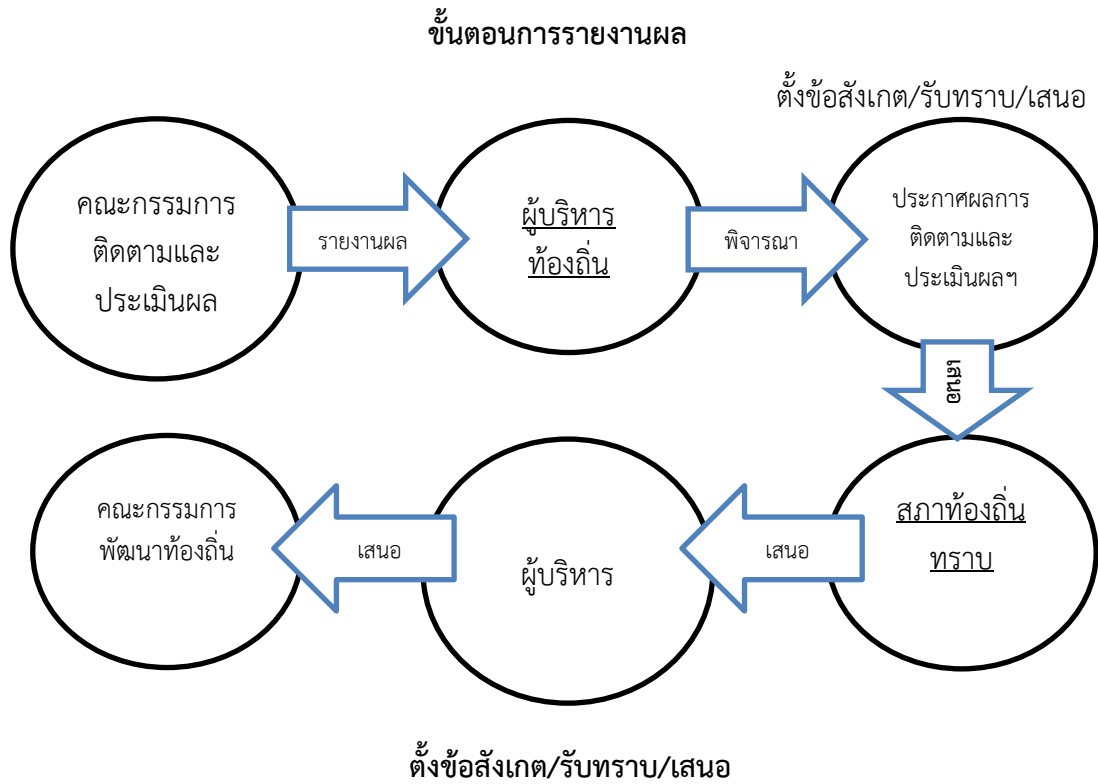 ขั้นตอนการรายงานผล
ตั้งข้อสังเกต/รับทราบ/เสนอ
คณะกรรมการ
ติดตามและ
ประเมินผล
รายงานผล
ผู้บริหาร
ท้องถิ่น
พิจารณา
ประกาศผลการ
ติดตามและ
ประเมินผลฯ
เสนอ
สภาท้องถิ่น
ทราบ
เสนอ
ผู้บริหาร
เสนอ
คณะกรรมการ
พัฒนาท้องถิ่น
ตั้งข้อสังเกต/รับทราบ/เสนอ